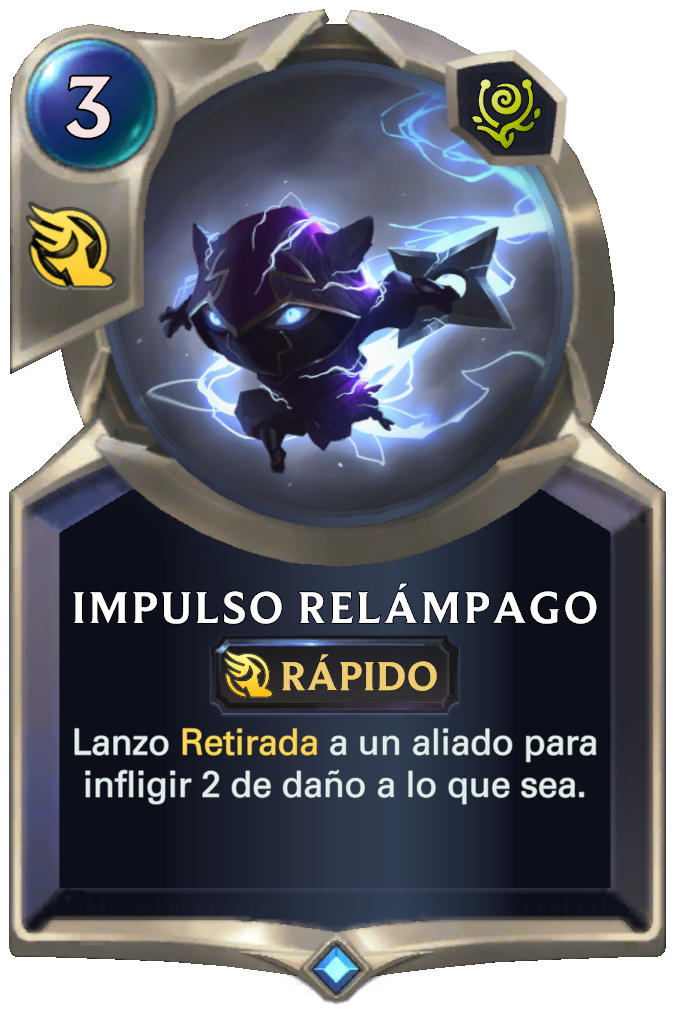 3
IMPULSO RELÁMPAGO
RÁPIDO
Lanzo Retirada a un aliado para
infligir 2 de daño a lo que sea.